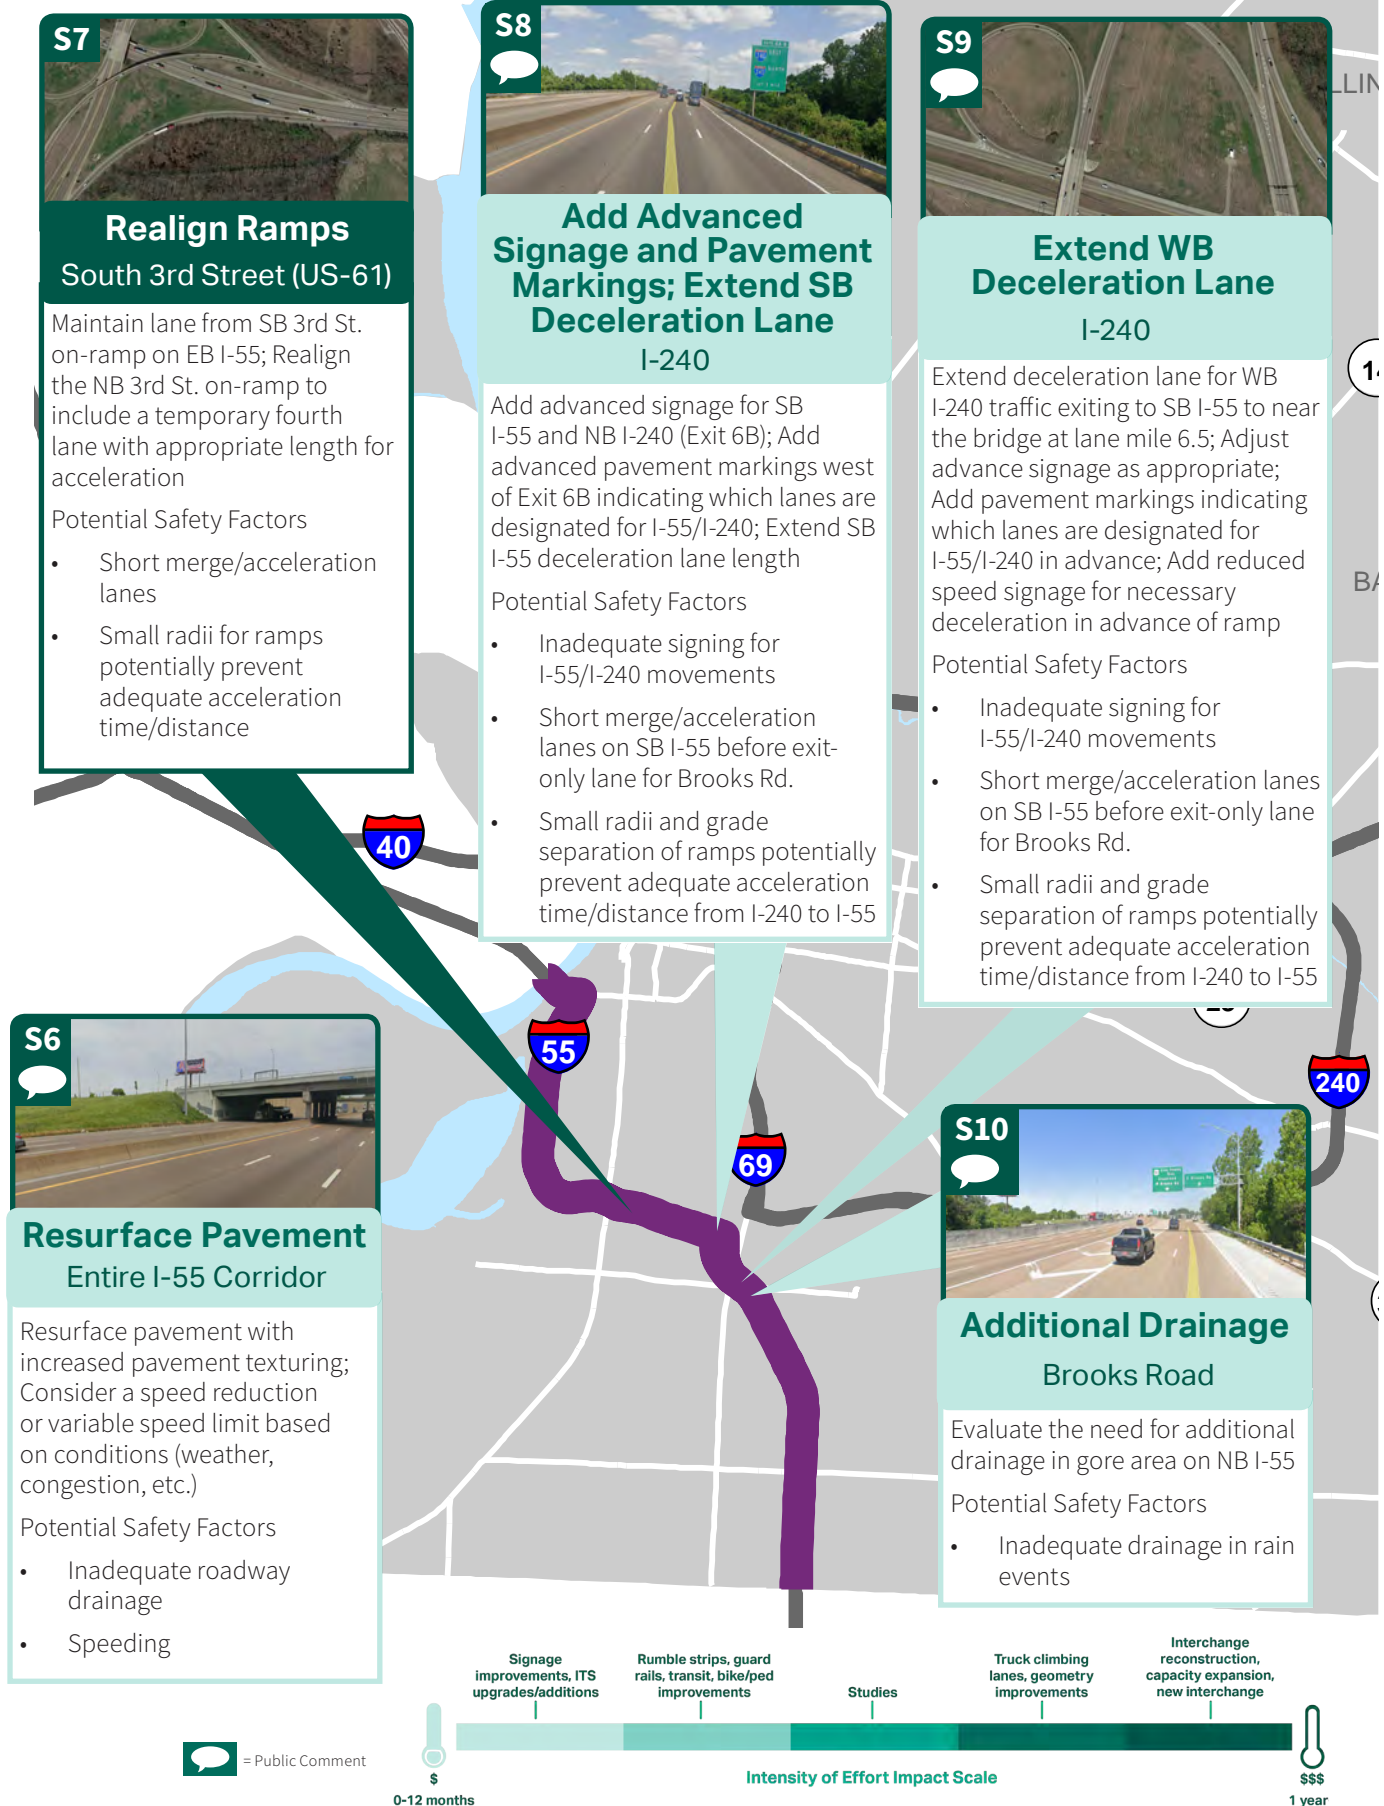 S7
Realign Ramps
South 3rd Street (US-61)
Maintain lane from SB 3rd St.
on-ramp on EB I-55; Realign
the NB 3rd St. on-ramp to
include a temporary fourth
lane with appropriate length for
acceleration
Potential Safety Factors
• Short merge/acceleration
lanes
• Small radii for ramps
potentially prevent
adequate acceleration
time/distance
S8
Add Advanced
Signage and Pavement
Markings; Extend SB
Deceleration Lane
I-240
Add advanced signage for SB
I-55 and NB I-240 (Exit 6B); Add
advanced pavement markings west
of Exit 6B indicating which lanes are
designated for I-55/I-240; Extend SB
I-55 deceleration lane length
Potential Safety Factors
• Inadequate signing for
I-55/I-240 movements
• Short merge/acceleration
lanes on SB I-55 before exit-
only lane for Brooks Rd.
• Small radii and grade
separation of ramps potentially
prevent adequate acceleration
time/distance from I-240 to I-55
S9
Extend WB
Deceleration Lane
I-240
Extend deceleration lane for WB
I-240 traffic exiting to SB I-55 to near
the bridge at lane mile 6.5; Adjust
advance signage as appropriate;
Add pavement markings indicating
which lanes are designated for
I-55/I-240 in advance; Add reduced
speed signage for necessary
deceleration in advance of ramp
Potential Safety Factors
• Inadequate signing for
I-55/I-240 movements
• Short merge/acceleration lanes
on SB I-55 before exit-only lane
for Brooks Rd.
• Small radii and grade
separation of ramps potentially
prevent adequate acceleration
time/distance from I-240 to I-55
40
55
69
240
S6
Resurface Pavement
Entire I-55 Corridor
Resurface pavement with
increased pavement texturing;
Consider a speed reduction
or variable speed limit based
on conditions (weather,
congestion, etc.)
Potential Safety Factors
• Inadequate roadway
drainage
• Speeding
S10
Additional Drainage
Brooks Road
Evaluate the need for additional
drainage in gore area on NB I-55
Potential Safety Factors
• Inadequate drainage in rain
events
Signage
improvements, ITS
upgrades/additions
Rumble strips, guard
rails, transit, bike/ped
improvements
Studies
Truck climbing
lanes, geometry
improvements
Interchange
reconstruction,
capacity expansion,
new interchange
= Public Comment
Intensity of Effort Impact Scale
$
0-12 months
$$$
1 year